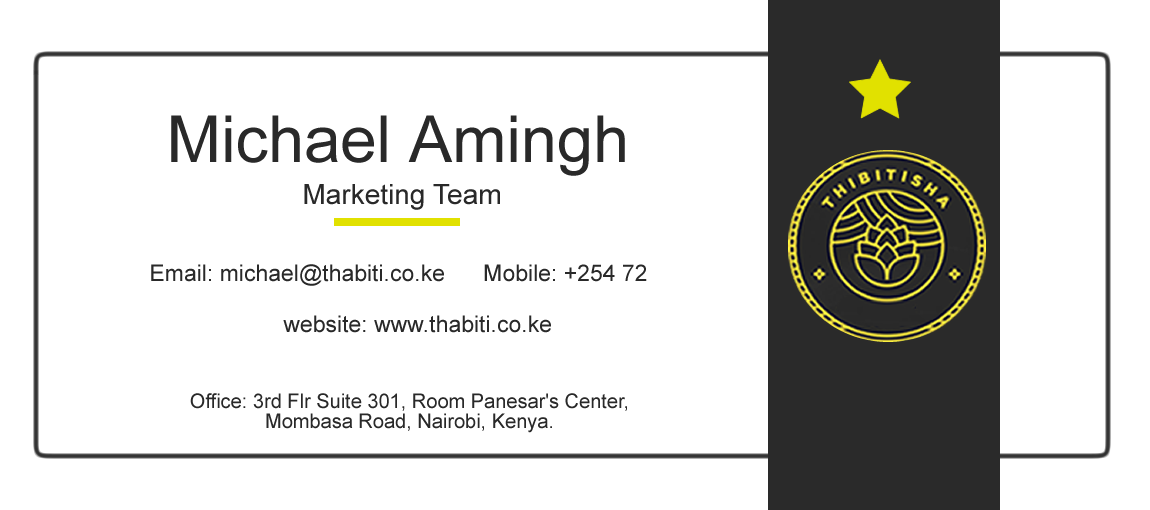 Michael Amingh
Marketing Team
Email: michael@thabiti.co.ke Mobile: +254 72
website: www.thabiti.co.ke
Office: 3rd Flr Suite 301, Room Panesar's Center,
Mombasa Road, Nairobi, Kenya.
THIBITISHA